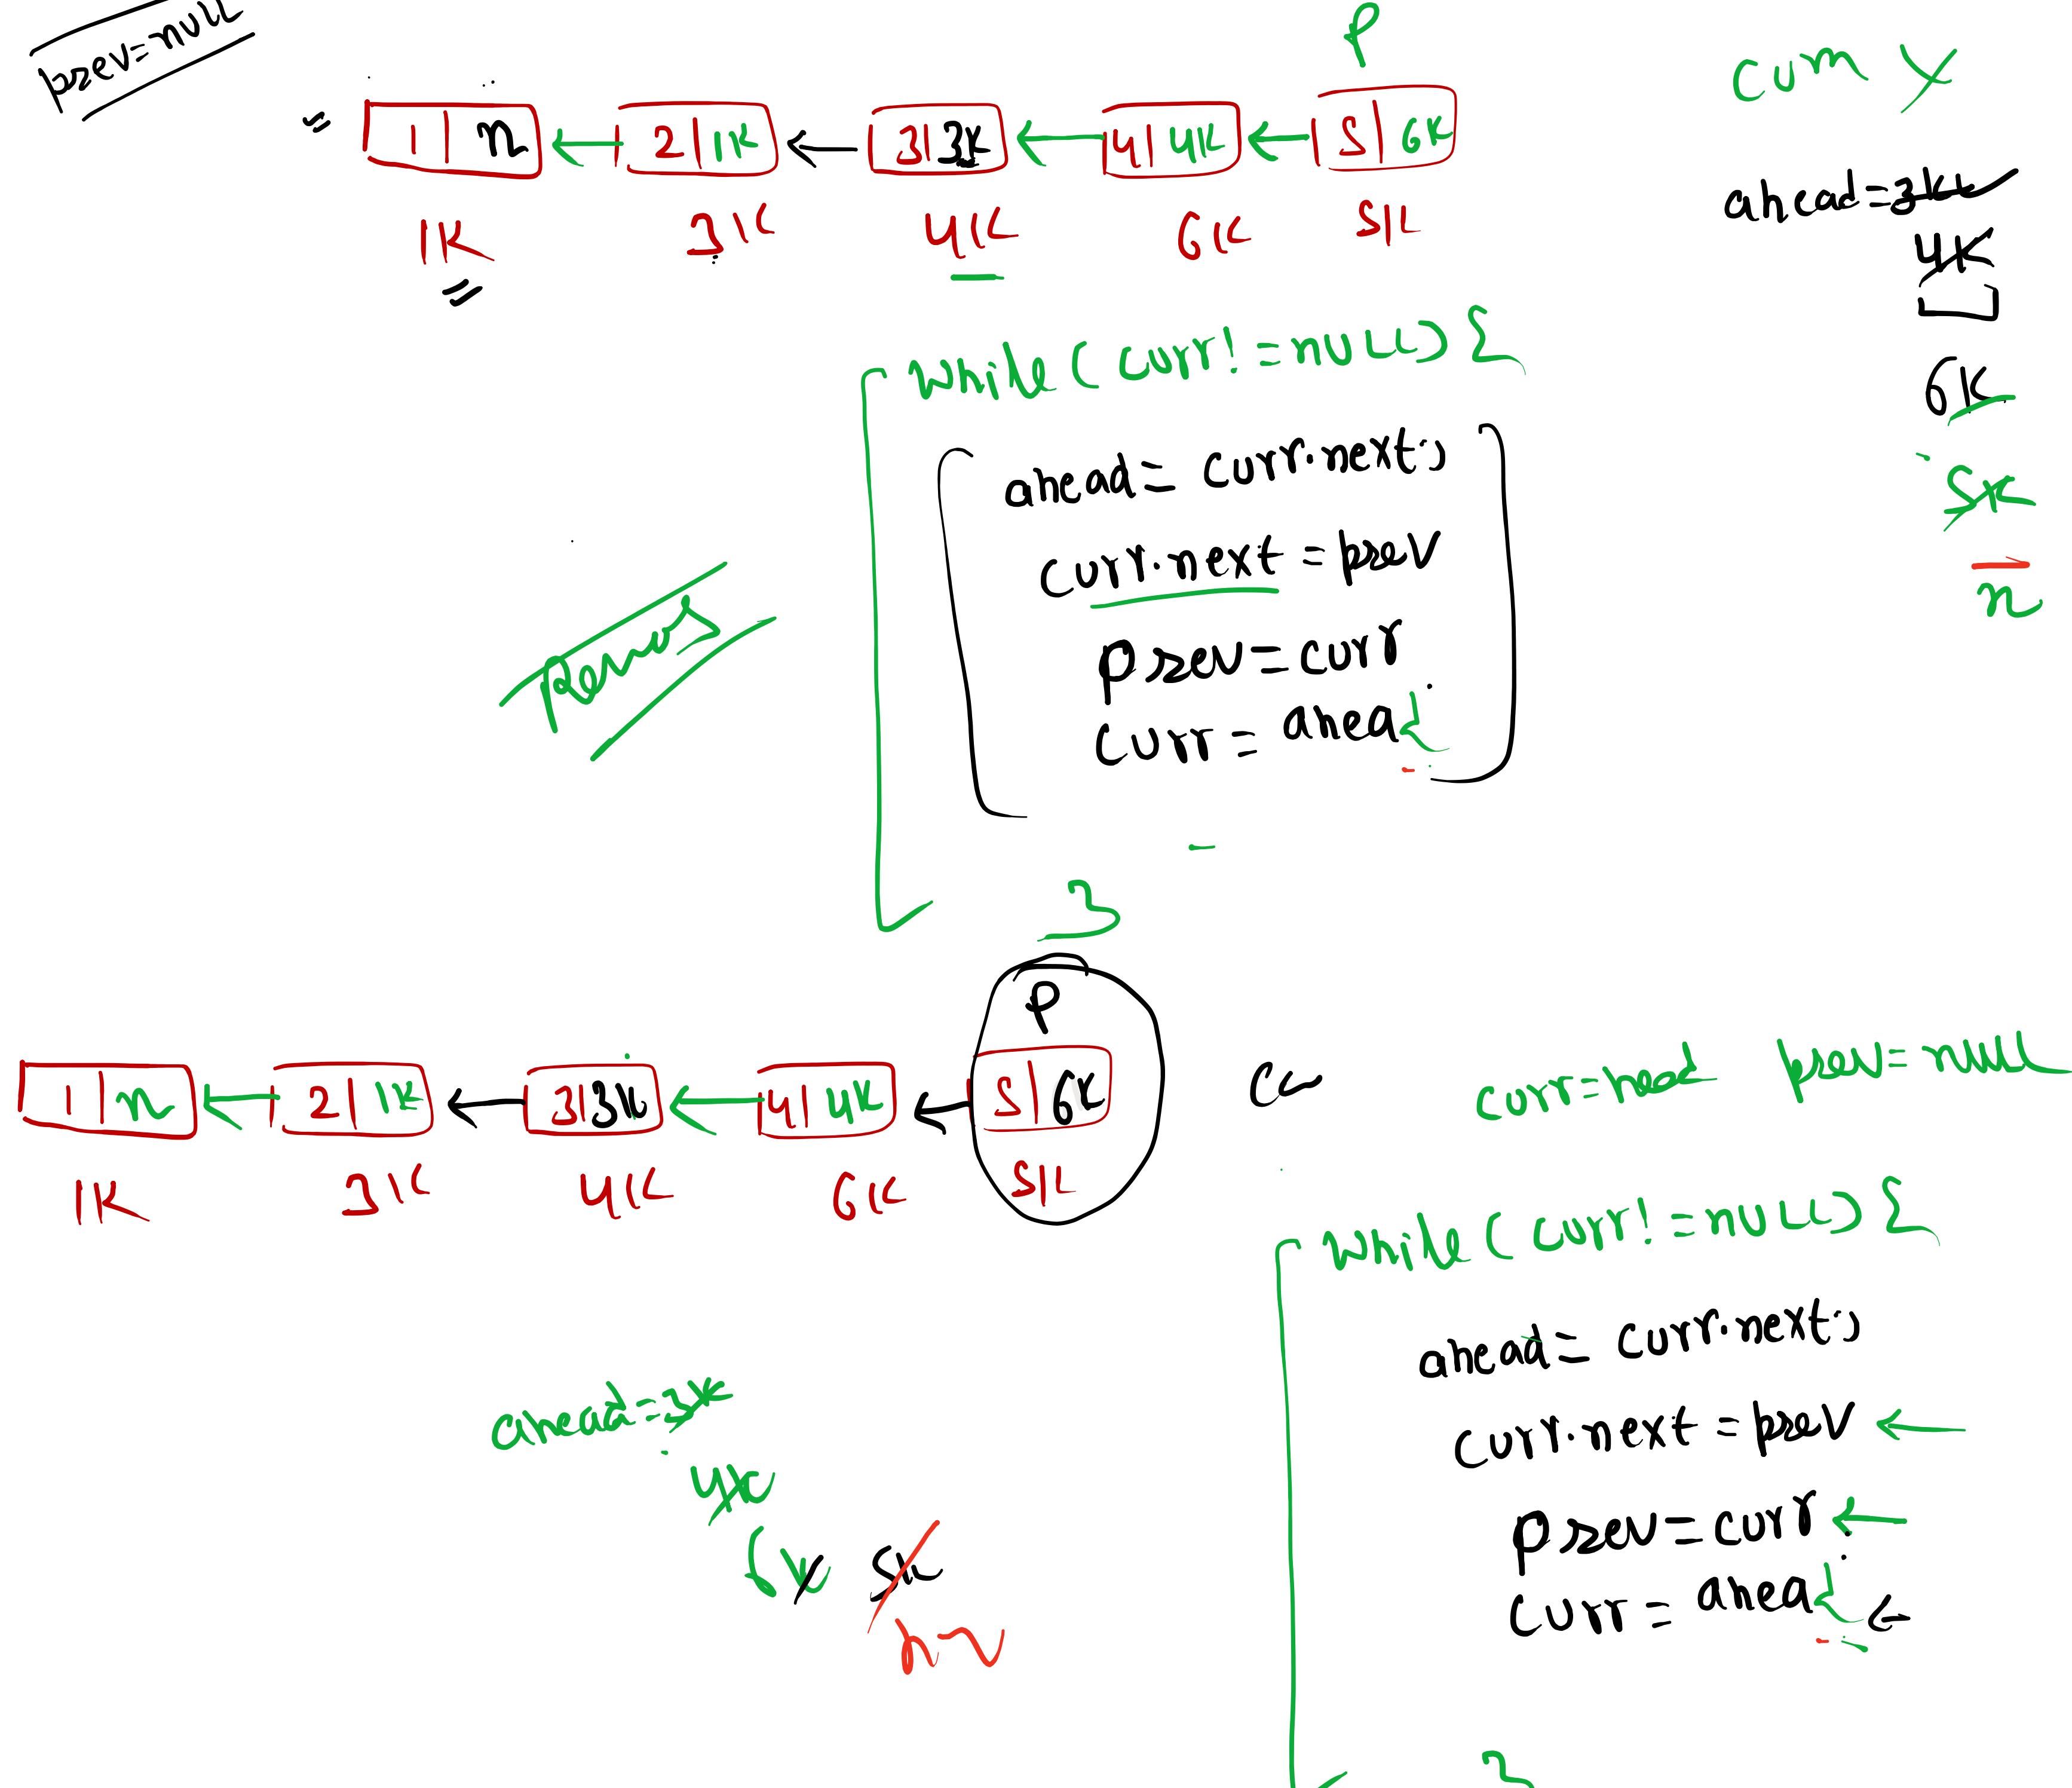 prev=null
P
curr X
= 1 | n 2 | 1K 3 | 3K 4 | 4K 5 | 6K
ahead=3K
1K 3K 4K 6K 5K
4K
while(curr!=NULL){
6K
ahead= curr.next;
5K
curr.next=prev
n
prev=curr
curr=ahead
}
P
1 | n 2 | 1K 3 | 3K 4 | 4K 5 | 6K
C
curr=head prev=NULL
1K 3K 4K 6K 5K
while(curr!=NULL){
ahead= curr.next;
ahead=3K
curr.next=prev
4K
prev=curr
6K 5K
curr=ahead
}